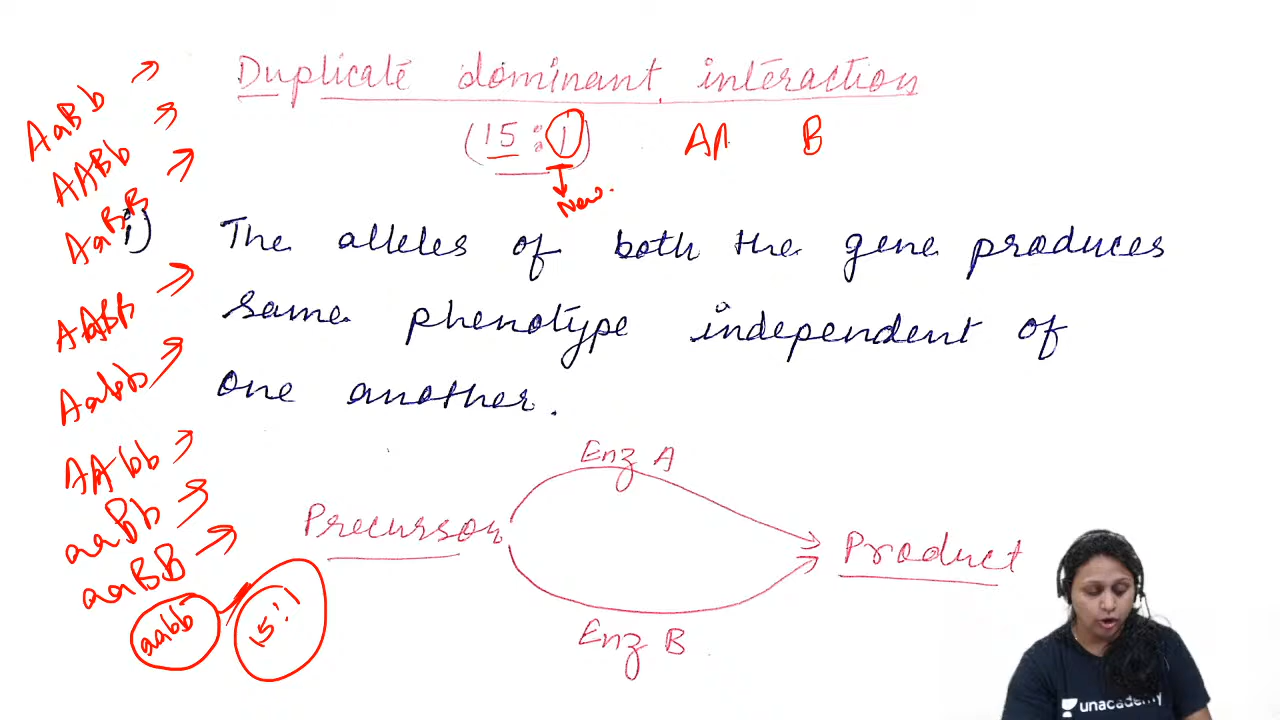 Duplicate dominant interaction
(15 : 1)
AA B
New.
i) The alleles of both the gene produces
same phenotype independent of
one another.
AaBb
AABb
AaBB
AABB
Aabb
AAbb
aaBb
aaBB
aabb
15:1
Enz A
Precursor
Product
Enz B
unacademy